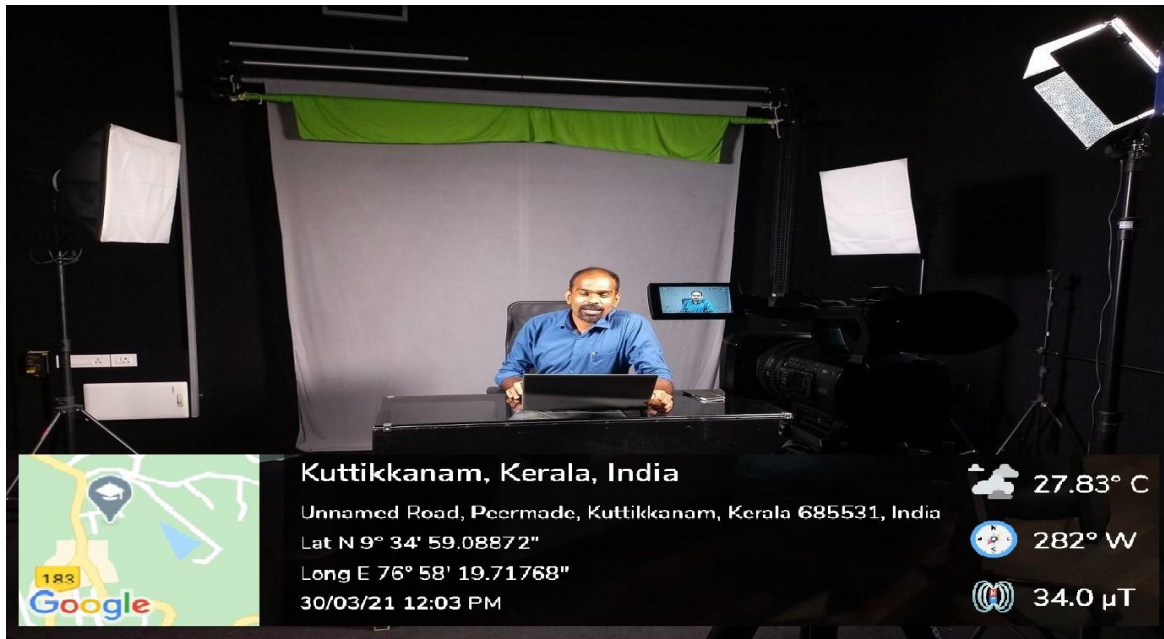 Kuttikkanam, Kerala, India
Unnamed Road, Peermade, Kuttikkanam, Kerala 685531, India
Lat N 9° 34' 59.08872"
Long E 76° 58' 19.71768"
30/03/21 12:03 PM
27.83° C
282° W
34.0 µT
183
Google